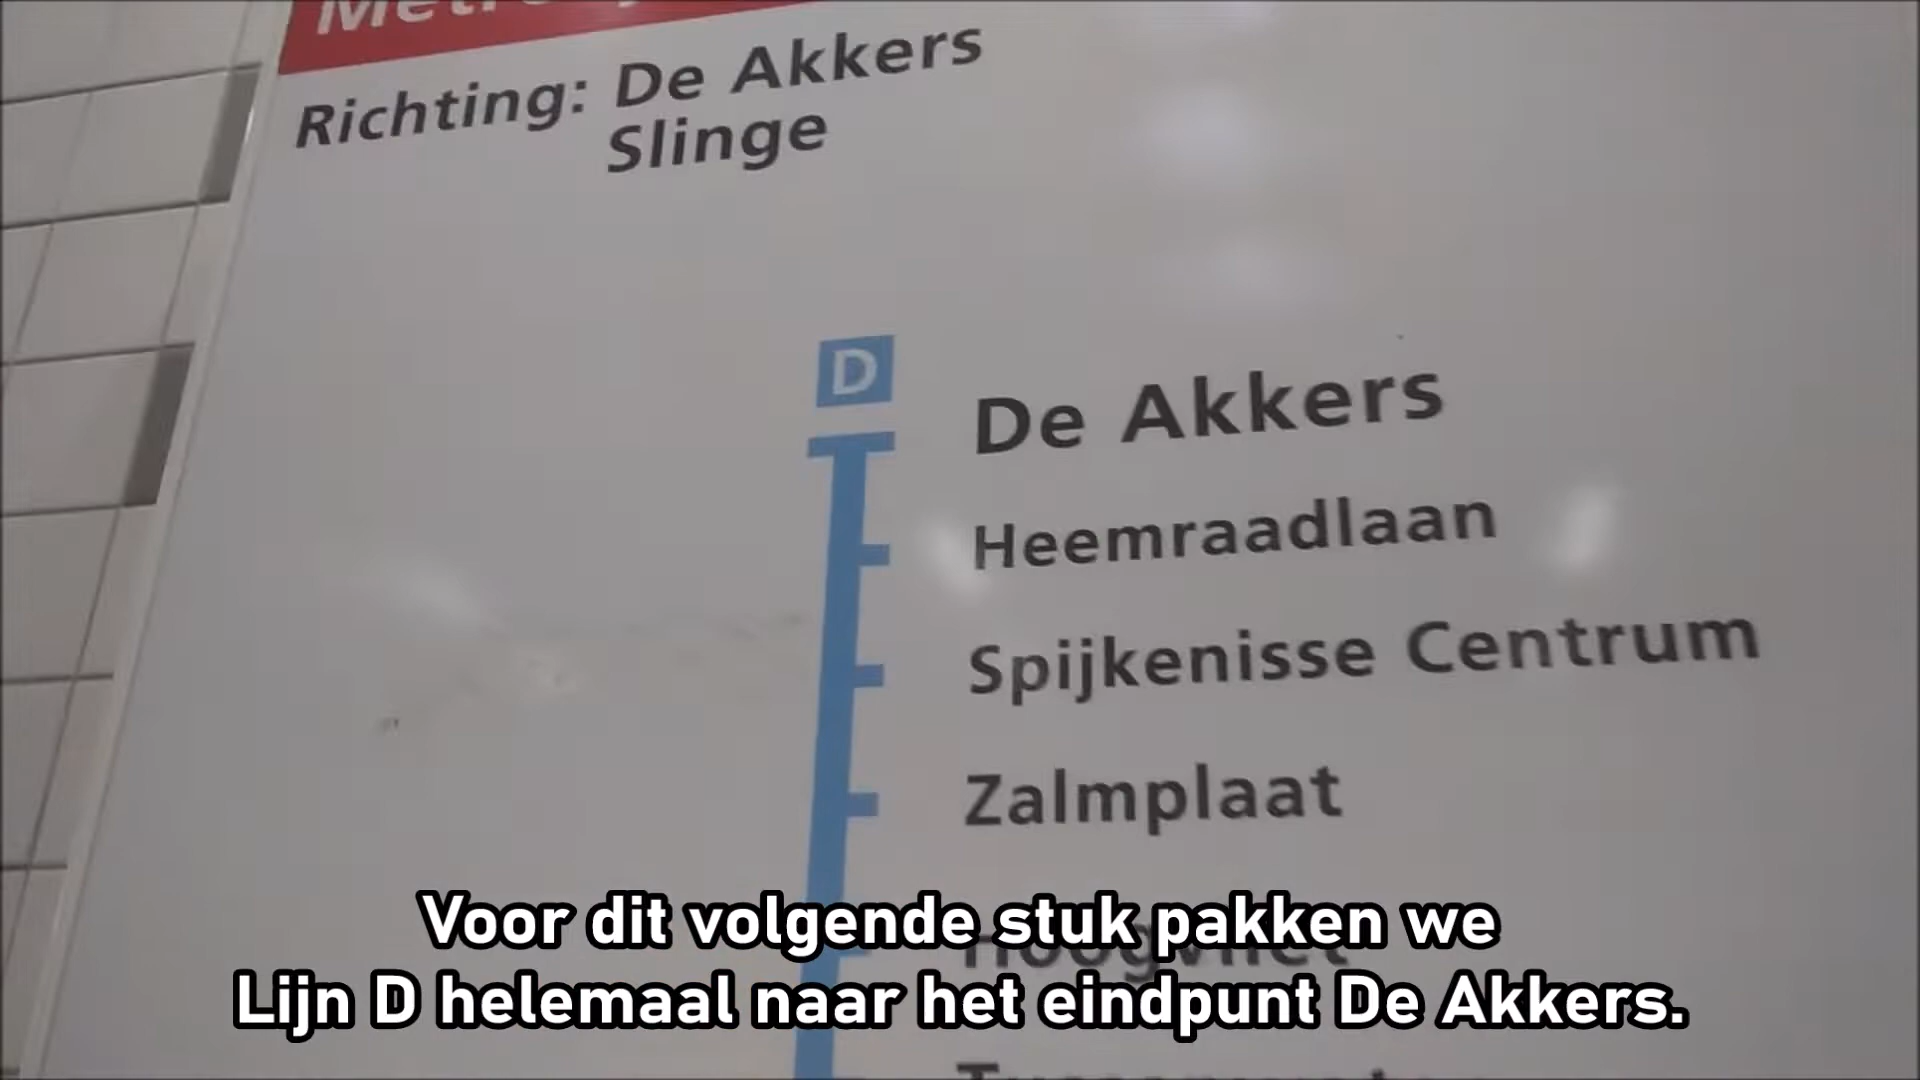 Richting: De Akkers
Slinge
D
De Akkers
Heemraadlaan
Spijkenisse Centrum
Zalmplaat
Hoogvliet
Voor dit volgende stuk pakken we
Lijn D helemaal naar het eindpunt De Akkers.